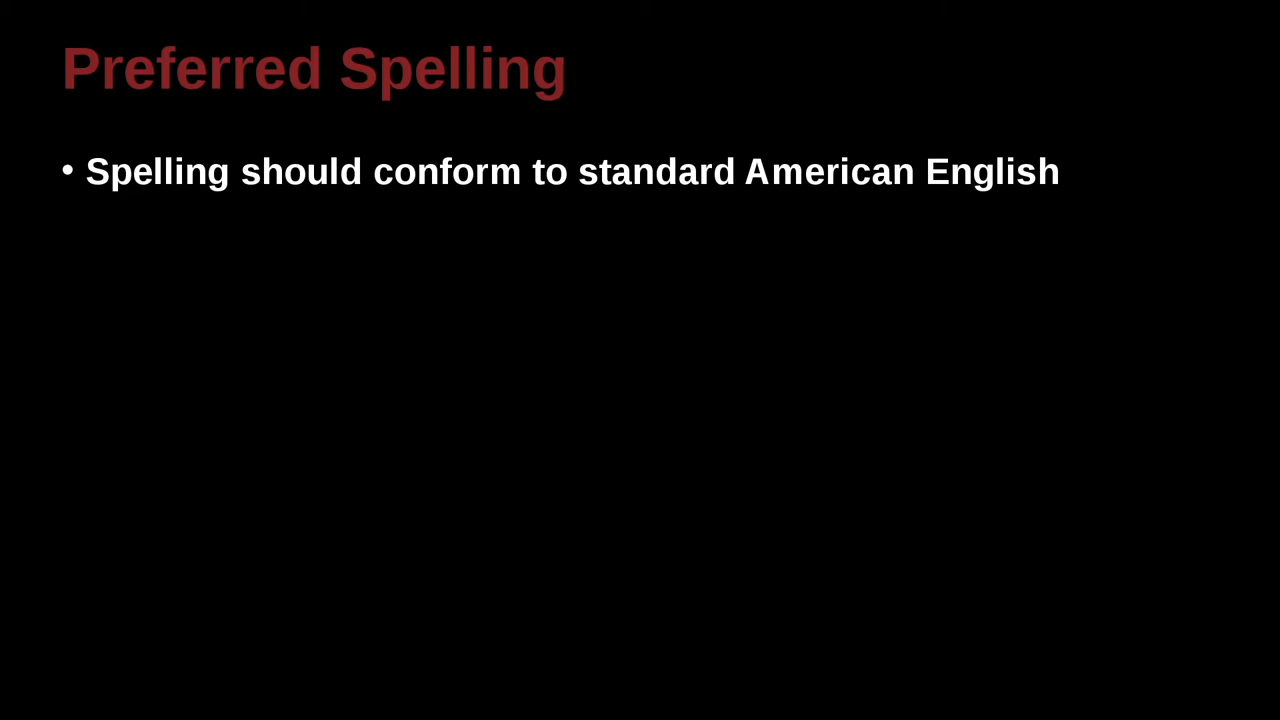 Preferred Spelling
• Spelling should conform to standard American English